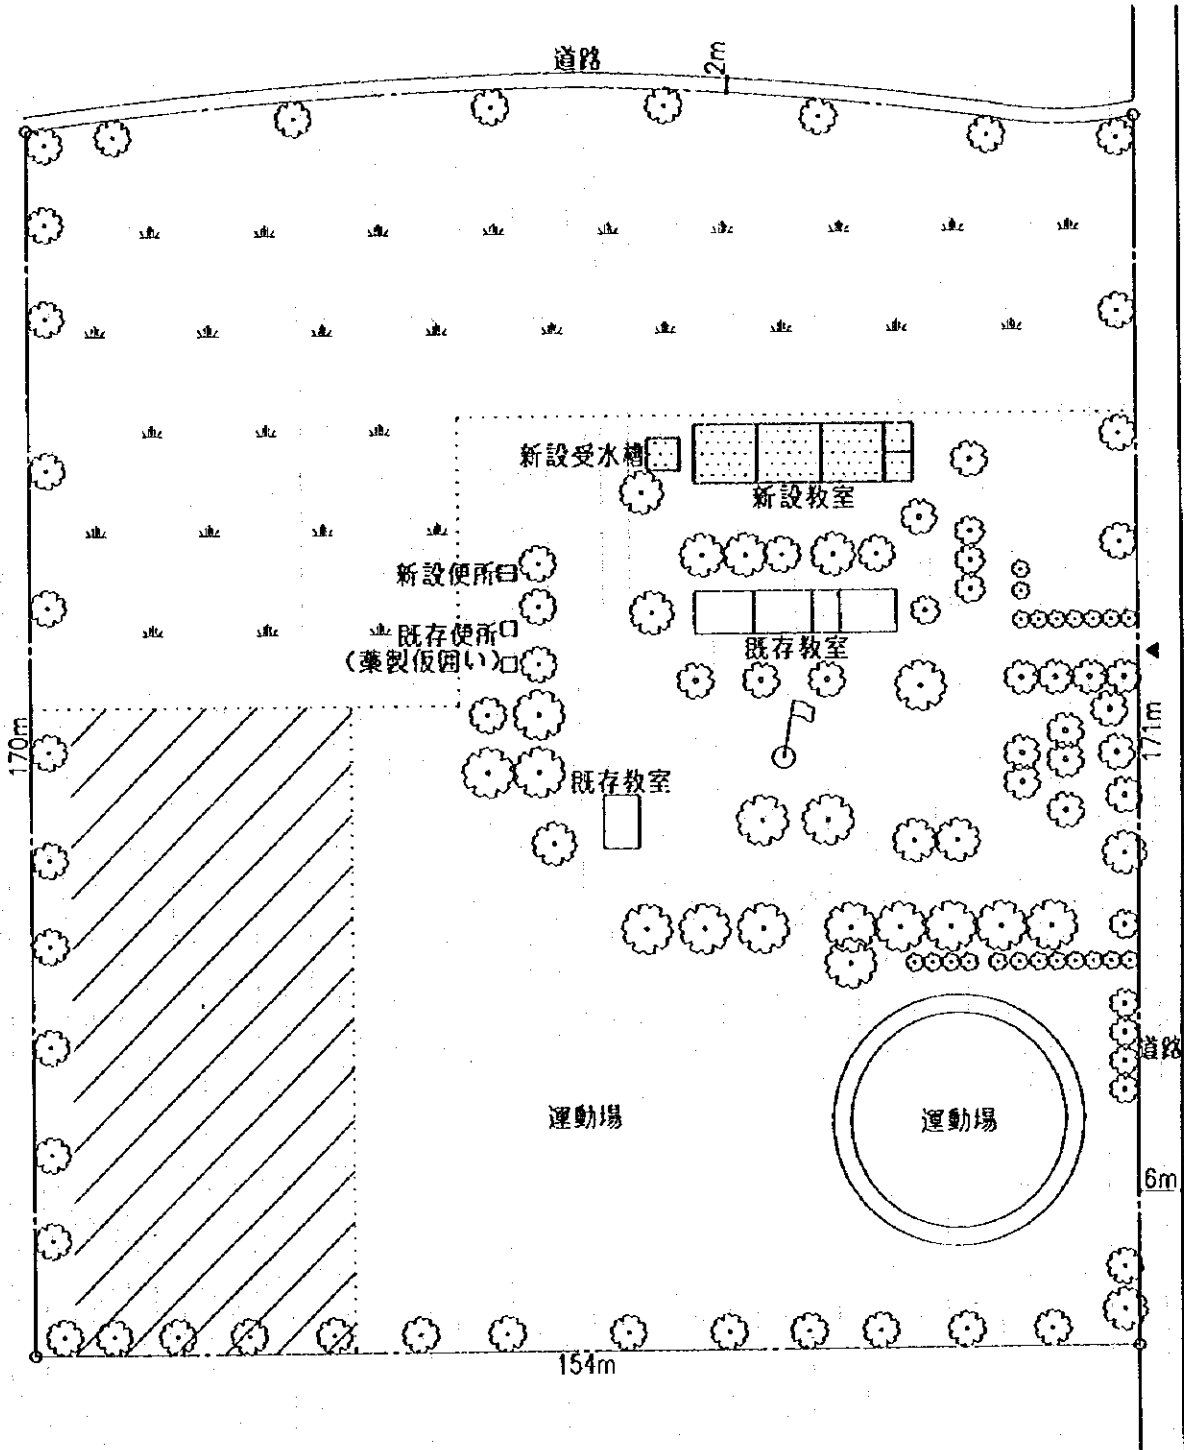 道路
2m
新設受水槽
新設教室
新設便所
既存便所
(藁製仮囲い)
既存教室
170m
171m
既存教室
道路
運動場
運動場
6m
154m